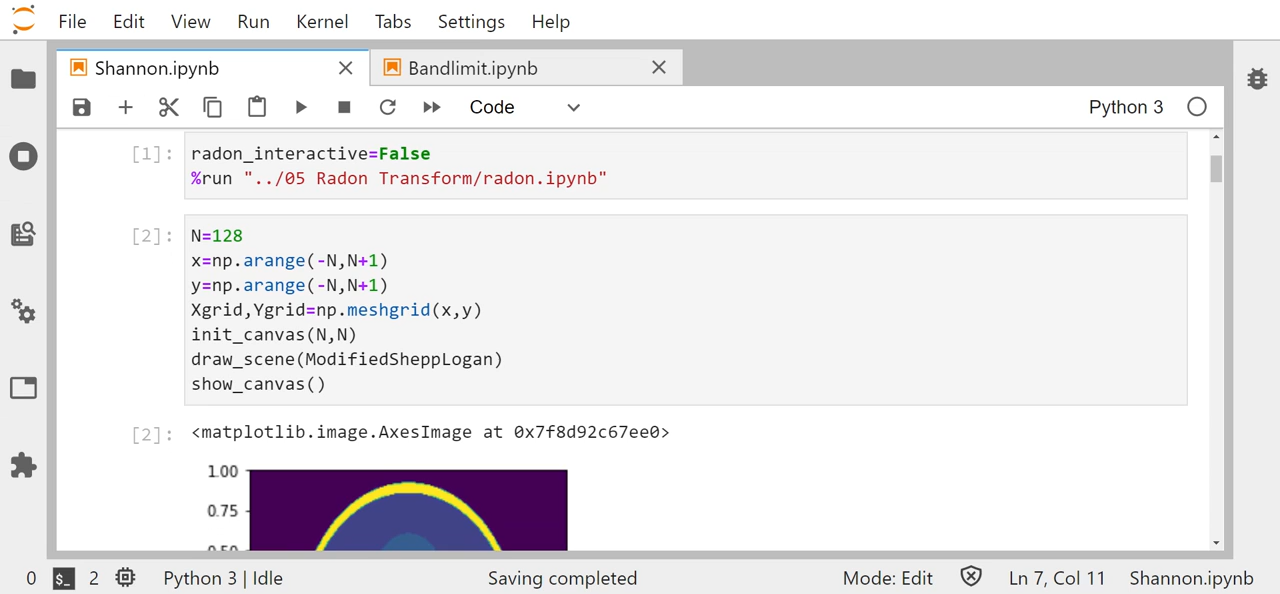 File Edit View Run Kernel Tabs Settings Help
Shannon.ipynb
Bandlimit.ipynb
Code
Python 3
[1]: radon_interactive=False
%run "../05 Radon Transform/radon.ipynb"
[2]: N=128
x=np.arange(-N,N+1)
y=np.arange(-N,N+1)
Xgrid,Ygrid=np.meshgrid(x,y)
init_canvas(N,N)
draw_scene(ModifiedSheppLogan)
show_canvas()
[2]: <matplotlib.image.AxesImage at 0x7f8d92c67ee0>
1.00
0.75
0.50
0 $_ 2 Python 3 | Idle Saving completed Mode: Edit Ln 7, Col 11 Shannon.ipynb